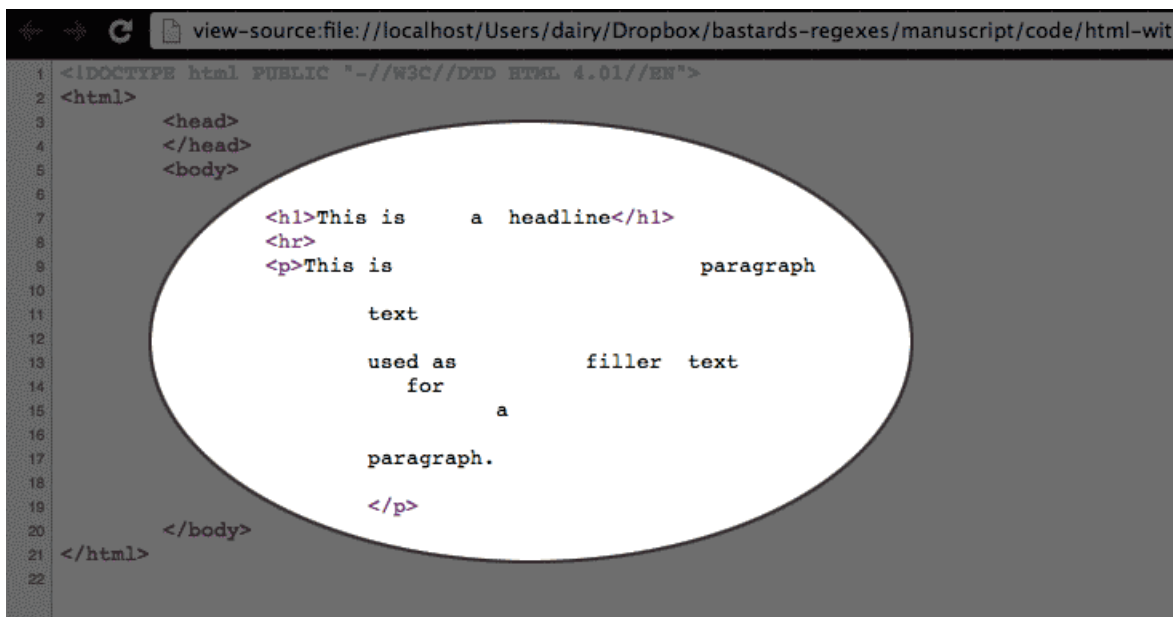 view-source:file://localhost/Users/dairy/Dropbox/bastards-regexes/manuscript/code/html-wit
1 <!DOCTYPE html PUBLIC "-//W3C//DTD HTML 4.01//EN">
2 <html>
3 <head>
4 </head>
5 <body>
6
7 <h1>This is     a  headline</h1>
8 <hr>
9 <p>This is                        paragraph
10
11 text
12
13 used as          filler  text
14 for
15 a
16
17 paragraph.
18
19 </p>
20 </body>
21 </html>
22